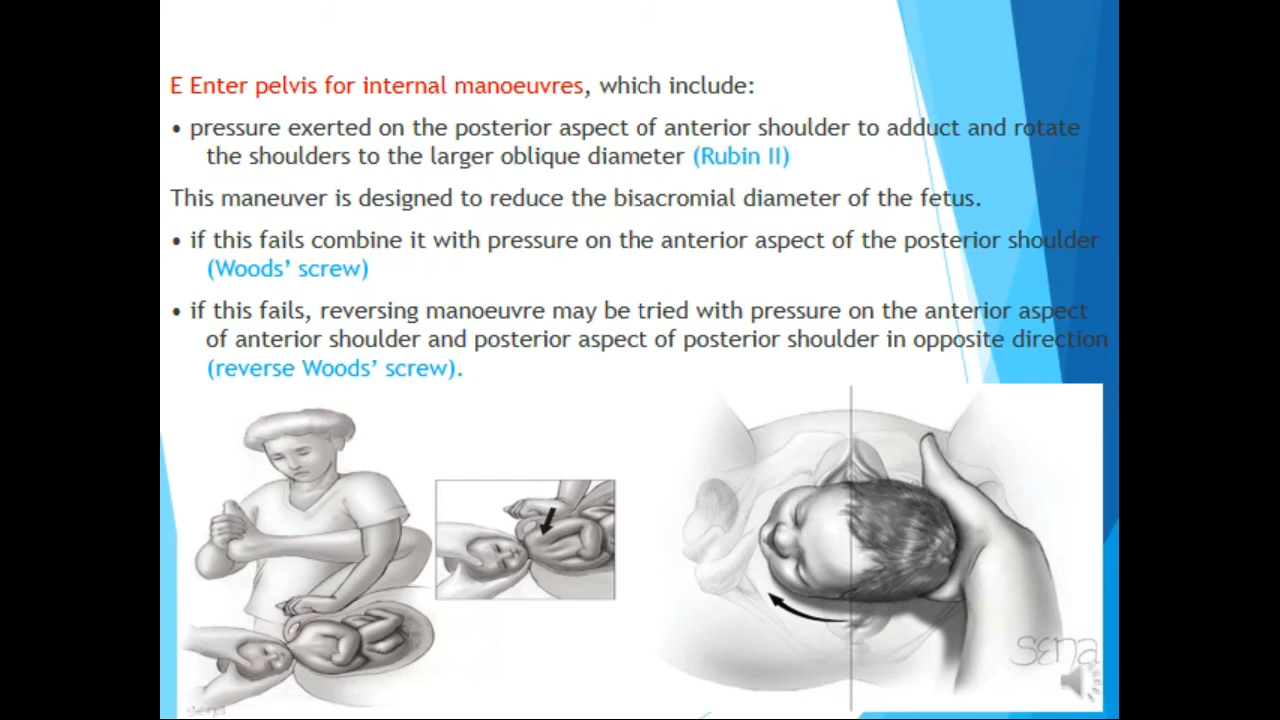 E Enter pelvis for internal manoeuvres, which include:
• pressure exerted on the posterior aspect of anterior shoulder to adduct and rotate
the shoulders to the larger oblique diameter (Rubin II)
This maneuver is designed to reduce the bisacromial diameter of the fetus.
• if this fails combine it with pressure on the anterior aspect of the posterior shoulder
(Woods’ screw)
• if this fails, reversing manoeuvre may be tried with pressure on the anterior aspect
of anterior shoulder and posterior aspect of posterior shoulder in opposite direction
(reverse Woods’ screw).
sena
sena